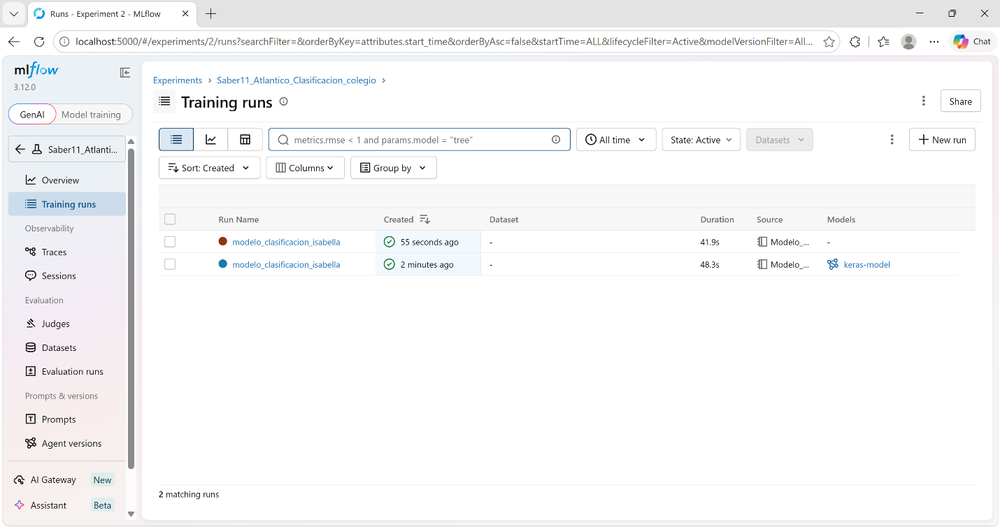 Runs - Experiment 2 - MLflow
localhost:5000/#/experiments/2/runs?searchFilter=&orderByKey=attributes.start_time&orderByAsc=false&startTime=ALL&lifecycleFilter=Active&modelVersionFilter=All...
Chat
mlflow
3.12.0
GenAI Model training
Saber11_Atlanti...
Overview
Training runs
Observability
Traces
Sessions
Evaluation
Judges
Datasets
Evaluation runs
Prompts & versions
Prompts
Agent versions
AI Gateway New
Assistant Beta
Experiments > Saber11_Atlantico_Clasificacion_colegio >
Training runs
Share
metrics.rmse < 1 and params.model = "tree"
All time
State: Active
Datasets
New run
Sort: Created
Columns
Group by
Run Name Created Dataset Duration Source Models
modelo_clasificacion_isabella 55 seconds ago - 41.9s Modelo_... -
modelo_clasificacion_isabella 2 minutes ago - 48.3s Modelo_... keras-model
2 matching runs